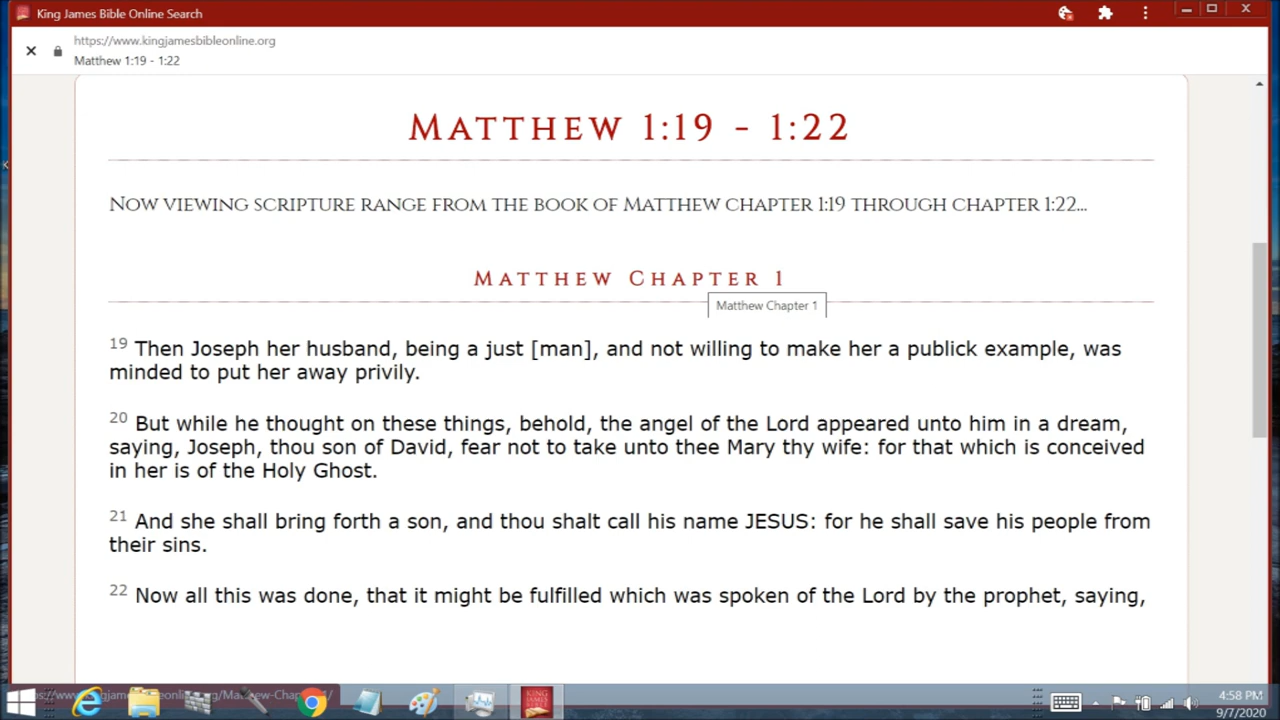 King James Bible Online Search
https://www.kingjamesbibleonline.org
Matthew 1:19 - 1:22
Matthew 1:19 - 1:22
Now viewing scripture range from the book of Matthew chapter 1:19 through chapter 1:22...
Matthew Chapter 1
Matthew Chapter 1
19 Then Joseph her husband, being a just [man], and not willing to make her a publick example, was
minded to put her away privily.
20 But while he thought on these things, behold, the angel of the Lord appeared unto him in a dream,
saying, Joseph, thou son of David, fear not to take unto thee Mary thy wife: for that which is conceived
in her is of the Holy Ghost.
21 And she shall bring forth a son, and thou shalt call his name JESUS: for he shall save his people from
their sins.
22 Now all this was done, that it might be fulfilled which was spoken of the Lord by the prophet, saying,
KING JAMES BIBLE
4:58 PM
9/7/2020